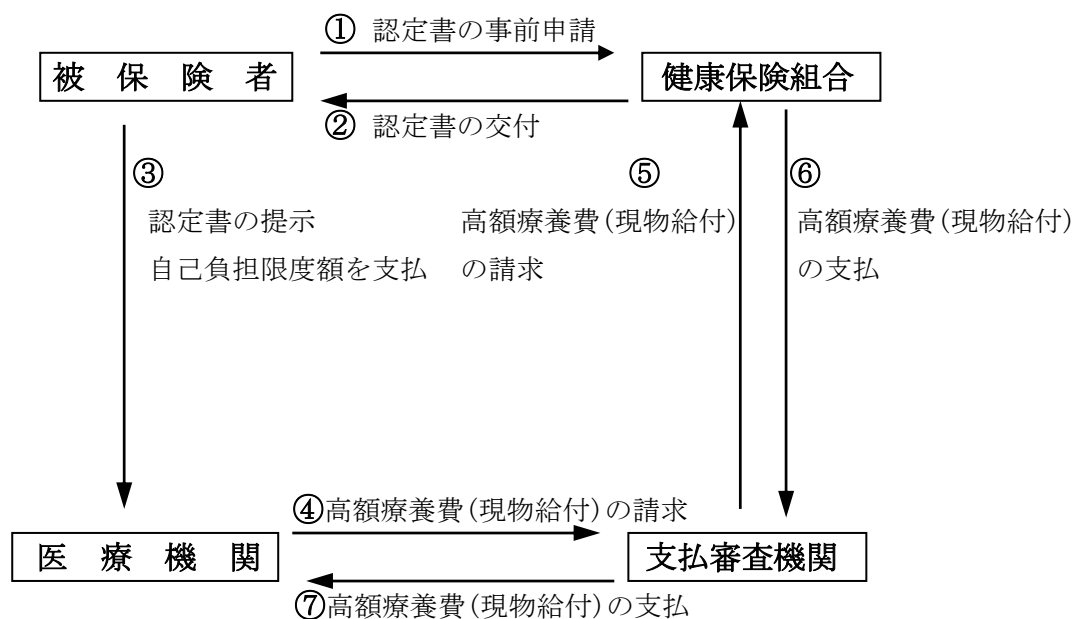 ① 認定書の事前申請
被 保 険 者
健康保険組合
② 認定書の交付
③
認定書の提示
自己負担限度額を支払
⑤
高額療養費(現物給付)
の請求
⑥
高額療養費(現物給付)
の支払
④高額療養費(現物給付)の請求
医 療 機 関
支払審査機関
⑦高額療養費(現物給付)の支払